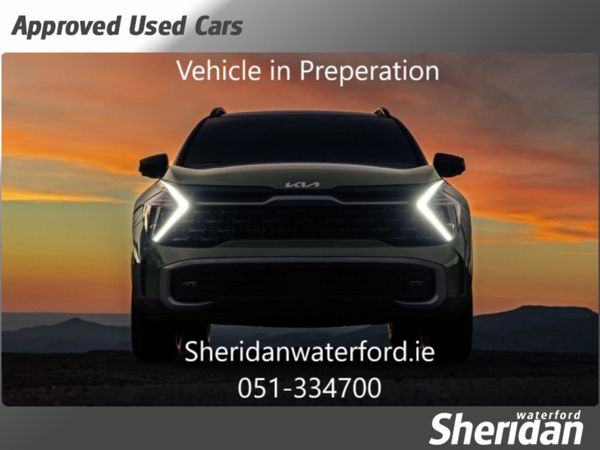 Approved Used Cars
Vehicle in Preperation
KIA
Sheridanwaterford.ie
051-334700
waterford
Sheridan